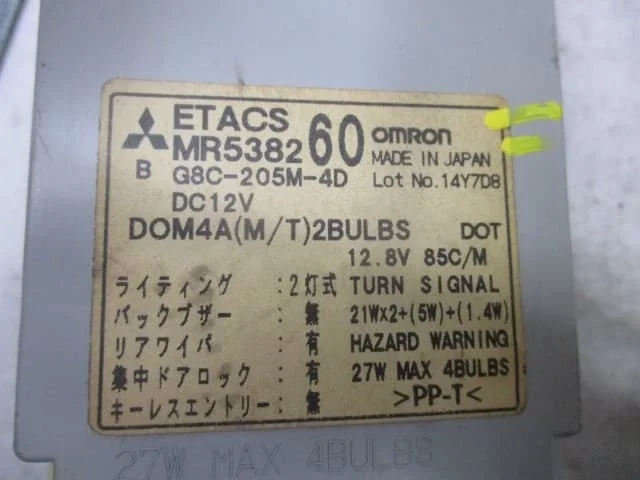 ETACS
MR538260 OMRON
B G8C-205M-4D MADE IN JAPAN
DC12V Lot No.14Y7D8
DOM4A(M/T)2BULBS DOT
12.8V 85C/M
ライティング :2灯式 TURN SIGNAL
バックブザー :無 21W×2+(5W)+(1.4W)
リアワイパ :有 HAZARD WARNING
集中ドアロック :有 27W MAX 4BULBS
キーレスエントリー:無 >PP-T<
27W MAX 4BULBS